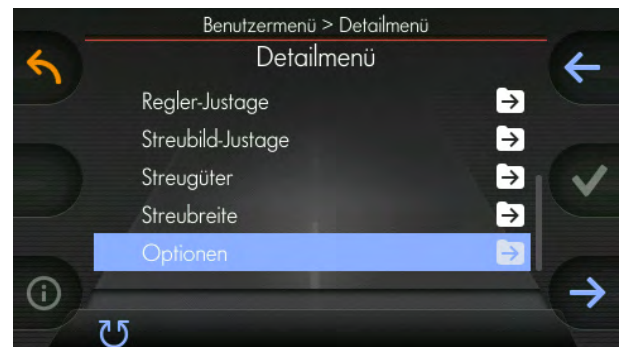 Benutzermenü > Detailmenü
Detailmenü
Regler-Justage
Streubild-Justage
Streugüter
Streubreite
Optionen